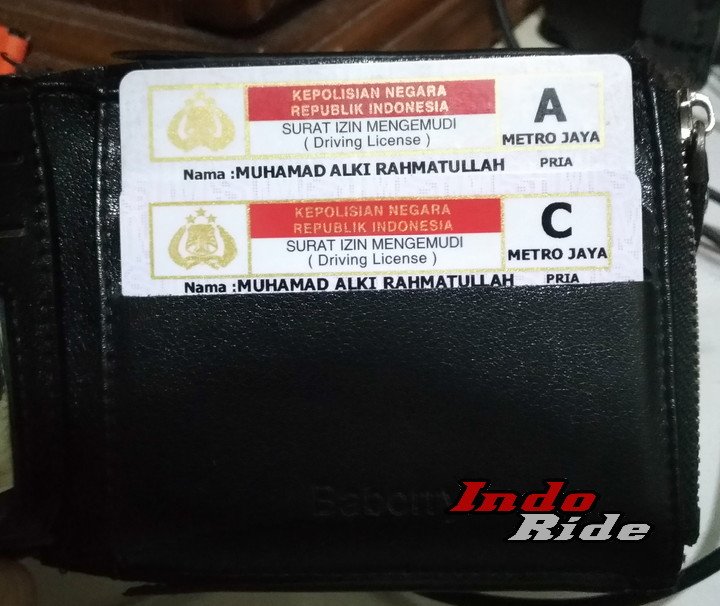 KEPOLISIAN NEGARA
REPUBLIK INDONESIA
SURAT IZIN MENGEMUDI
( Driving License )
A
METRO JAYA
Nama :MUHAMAD ALKI RAHMATULLAH
PRIA
KEPOLISIAN NEGARA
REPUBLIK INDONESIA
SURAT IZIN MENGEMUDI
( Driving License )
C
METRO JAYA
Nama :MUHAMAD ALKI RAHMATULLAH
PRIA
Indo
Ride